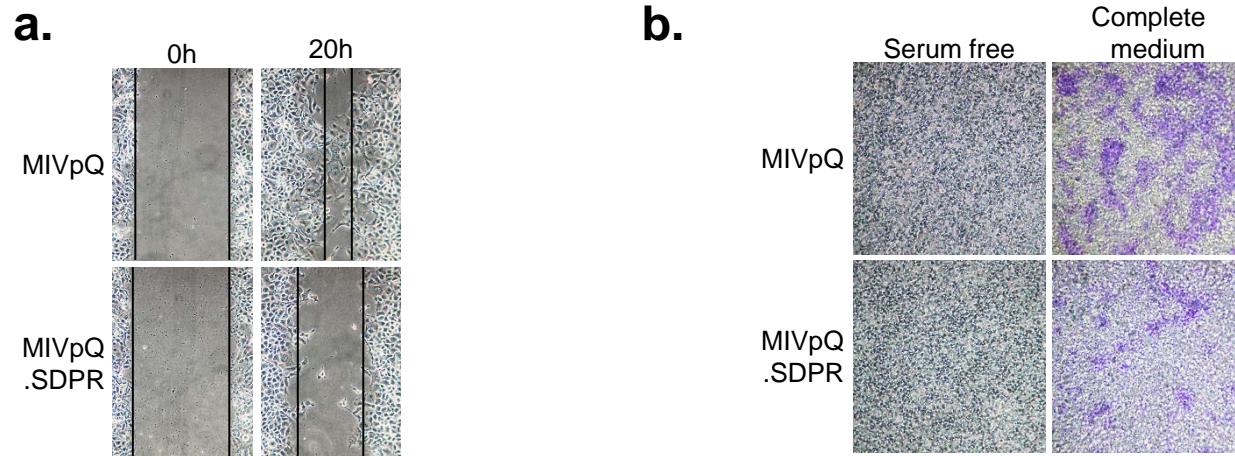 a.
0h
20h
MIVpQ
MIVpQ
.SDPR
b.
Serum free
Complete
medium
MIVpQ
MIVpQ
.SDPR